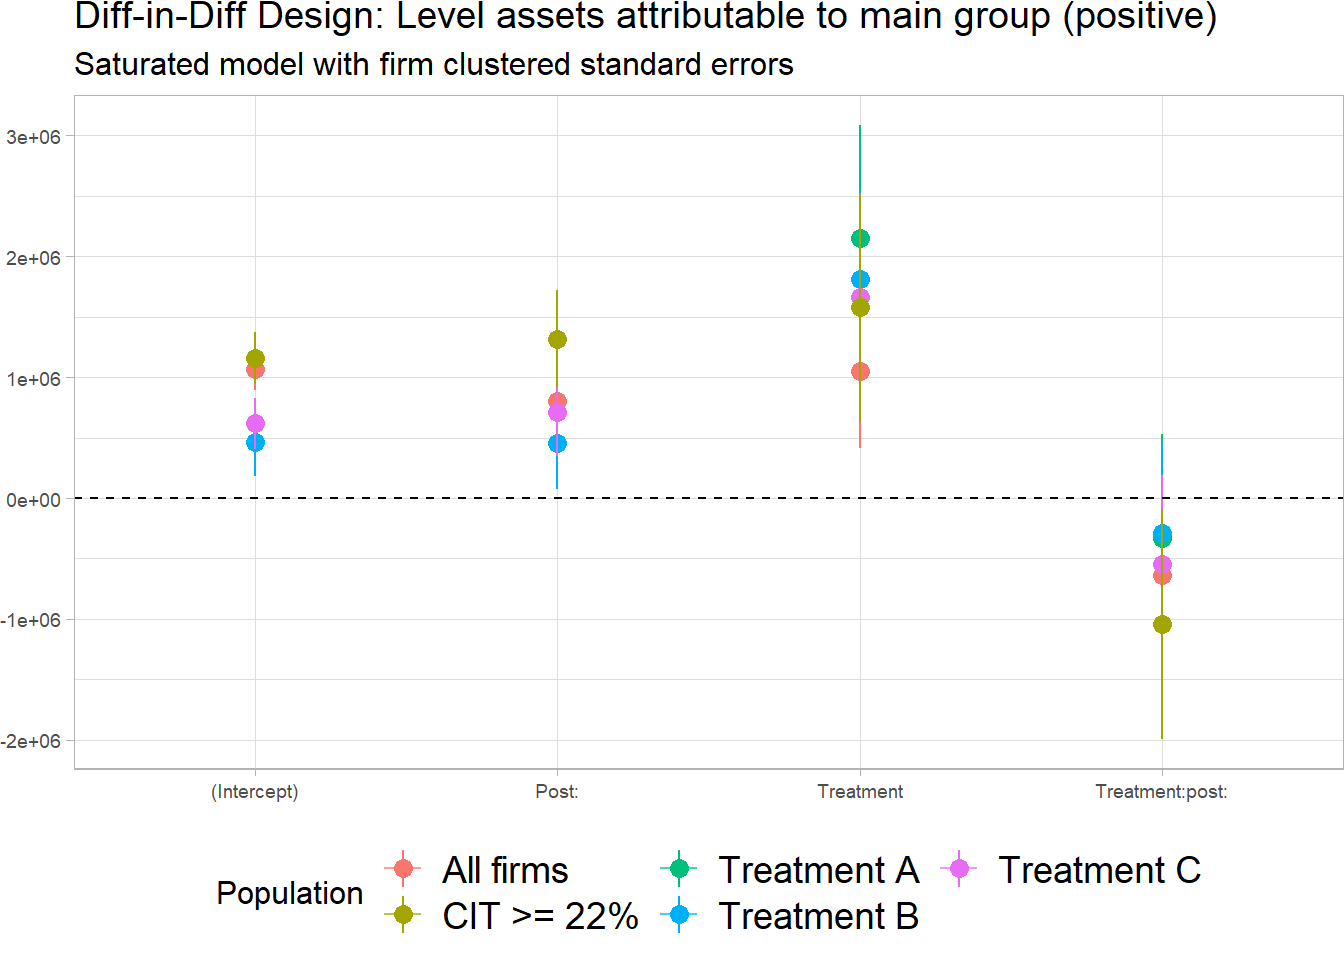 Diff-in-Diff Design: Level assets attributable to main group (positive)
Saturated model with firm clustered standard errors
3e+06
2e+06
1e+06
0e+00
-1e+06
-2e+06
(Intercept)
Post:
Treatment
Treatment:post:
Population
All firms
CIT >= 22%
Treatment A
Treatment B
Treatment C